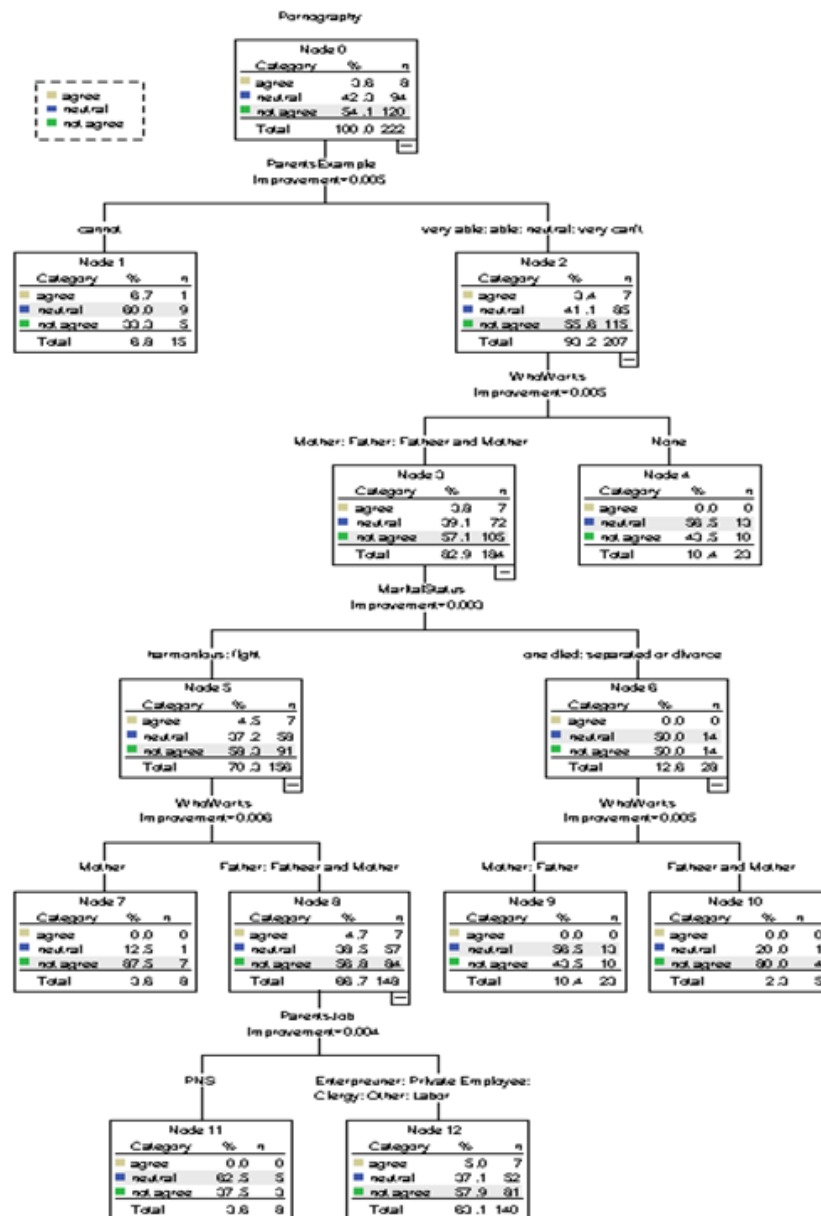 Pornography
agree
neutral
not agree
Node 0
Category % n
agree 3.6 8
neutral 42.3 94
not agree 54.1 120
Total 100.0 222
ParentsExample
Improvement=0.005
cannot
very able; able; neutral; very can't
Node 1
Category % n
agree 6.7 1
neutral 60.0 9
not agree 33.3 5
Total 6.8 15
Node 2
Category % n
agree 3.4 7
neutral 41.1 85
not agree 55.6 115
Total 93.2 207
WhoWorks
Improvement=0.005
Mother; Father; Fatheer and Mother
None
Node 3
Category % n
agree 3.8 7
neutral 39.1 72
not agree 57.1 105
Total 82.9 184
Node 4
Category % n
agree 0.0 0
neutral 56.5 13
not agree 43.5 10
Total 10.4 23
MaritalStatus
Improvement=0.003
harmonious; fight
one died; separated or divorce
Node 5
Category % n
agree 4.5 7
neutral 37.2 58
not agree 58.3 91
Total 70.3 156
Node 6
Category % n
agree 0.0 0
neutral 50.0 14
not agree 50.0 14
Total 12.6 28
WhoWorks
Improvement=0.006
WhoWorks
Improvement=0.005
Mother
Father; Fatheer and Mother
Mother; Father
Fatheer and Mother
Node 7
Category % n
agree 0.0 0
neutral 12.5 1
not agree 87.5 7
Total 3.6 8
Node 8
Category % n
agree 4.7 7
neutral 38.5 57
not agree 56.8 84
Total 66.7 148
Node 9
Category % n
agree 0.0 0
neutral 56.5 13
not agree 43.5 10
Total 10.4 23
Node 10
Category % n
agree 0.0 0
neutral 20.0 1
not agree 80.0 4
Total 2.3 5
ParentsJob
Improvement=0.004
PNS
Enterpreuner; Private Employee;
Clergy; Other; Labor
Node 11
Category % n
agree 0.0 0
neutral 62.5 5
not agree 37.5 3
Total 3.6 8
Node 12
Category % n
agree 5.0 7
neutral 37.1 52
not agree 57.9 81
Total 63.1 140